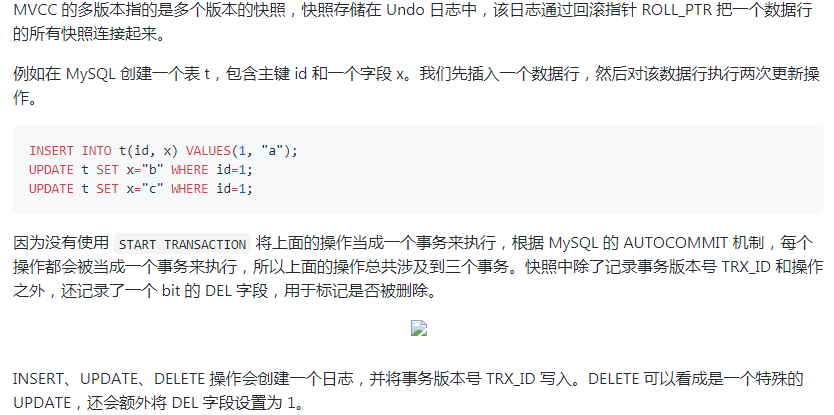 MVCC 的多版本指的是多个版本的快照，快照存储在 Undo 日志中，该日志通过回滚指针 ROLL_PTR 把一个数据行
的所有快照连接起来。
例如在 MySQL 创建一个表 t，包含主键 id 和一个字段 x。我们先插入一个数据行，然后对该数据行执行两次更新操
作。
INSERT INTO t(id, x) VALUES(1, "a");
UPDATE t SET x="b" WHERE id=1;
UPDATE t SET x="c" WHERE id=1;
因为没有使用 START TRANSACTION 将上面的操作当成一个事务来执行，根据 MySQL 的 AUTOCOMMIT 机制，每个
操作都会被当成一个事务来执行，所以上面的操作总共涉及到三个事务。快照中除了记录事务版本号 TRX_ID 和操作
之外，还记录了一个 bit 的 DEL 字段，用于标记是否被删除。
INSERT、UPDATE、DELETE 操作会创建一个日志，并将事务版本号 TRX_ID 写入。DELETE 可以看成是一个特殊的
UPDATE，还会额外将 DEL 字段设置为 1。